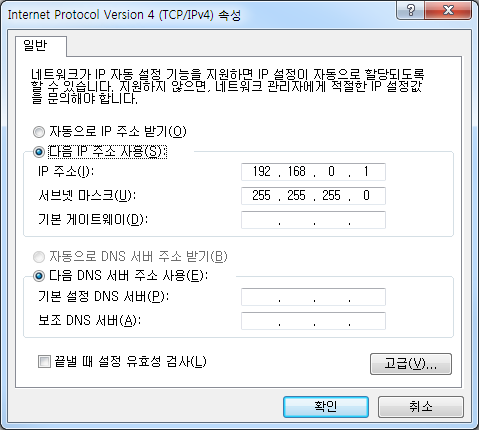 Internet Protocol Version 4 (TCP/IPv4) 속성
일반
네트워크가 IP 자동 설정 기능을 지원하면 IP 설정이 자동으로 할당되도록
할 수 있습니다. 지원하지 않으면, 네트워크 관리자에게 적절한 IP 설정값
을 문의해야 합니다.
자동으로 IP 주소 받기(O)
다음 IP 주소 사용(S):
IP 주소(I): 192 . 168 . 0 . 1
서브넷 마스크(U): 255 . 255 . 255 . 0
기본 게이트웨이(D): . . .
자동으로 DNS 서버 주소 받기(B)
다음 DNS 서버 주소 사용(E):
기본 설정 DNS 서버(P): . . .
보조 DNS 서버(A): . . .
끝낼 때 설정 유효성 검사(L)
고급(V)...
확인 취소